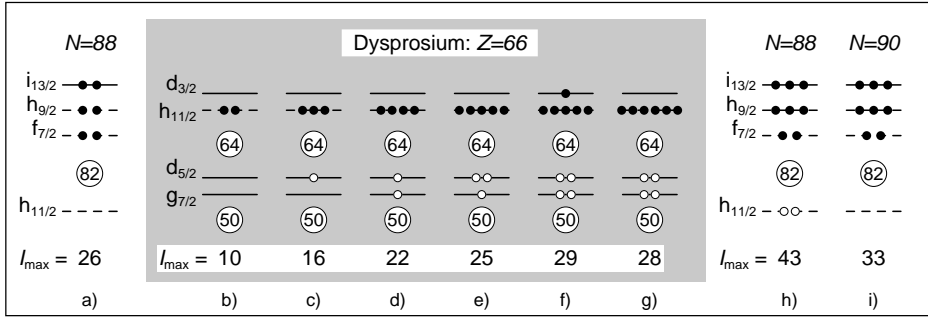 N=88 Dysprosium: Z=66 N=88 N=90
i13/2
h9/2
f7/2
d3/2
h11/2
64 64 64 64 64 64
82 82 82
d5/2
g7/2
h11/2 50 50 50 50 50 50 h11/2
Imax = 26 Imax = 10 16 22 25 29 28 Imax = 43 33
a) b) c) d) e) f) g) h) i)
i13/2
h9/2
f7/2